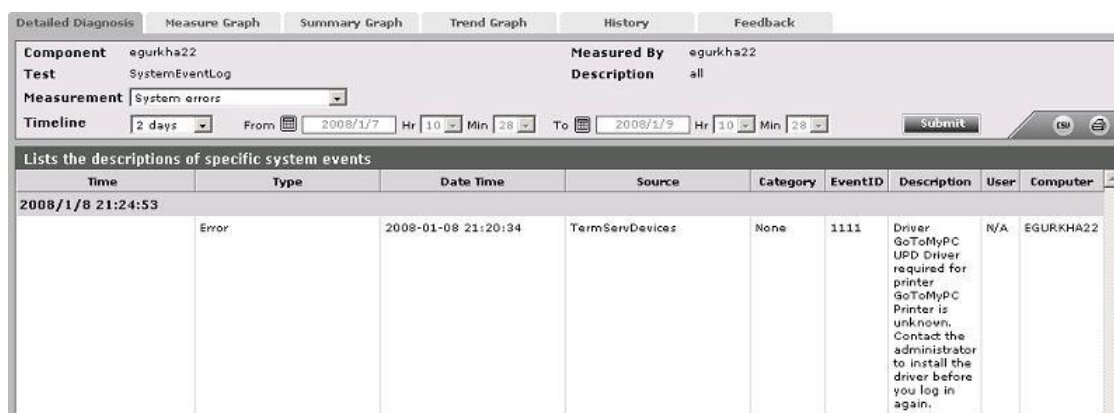 Detailed Diagnosis Measure Graph Summary Graph Trend Graph History Feedback
Component egurkha22 Measured By egurkha22
Test SystemEventLog Description all
Measurement System errors
Timeline 2 days From 2008/1/7 Hr 10 Min 28 To 2008/1/9 Hr 10 Min 28 Submit
CSV
Lists the descriptions of specific system events
Time Type Date Time Source Category EventID Description User Computer
2008/1/8 21:24:53
Error 2008-01-08 21:20:34 TermServDevices None 1111 Driver N/A EGURKHA22
GoToMyPC
UPD Driver
required for
printer
GoToMyPC
Printer is
unknown.
Contact the
administrator
to install the
driver before
you log in
again.